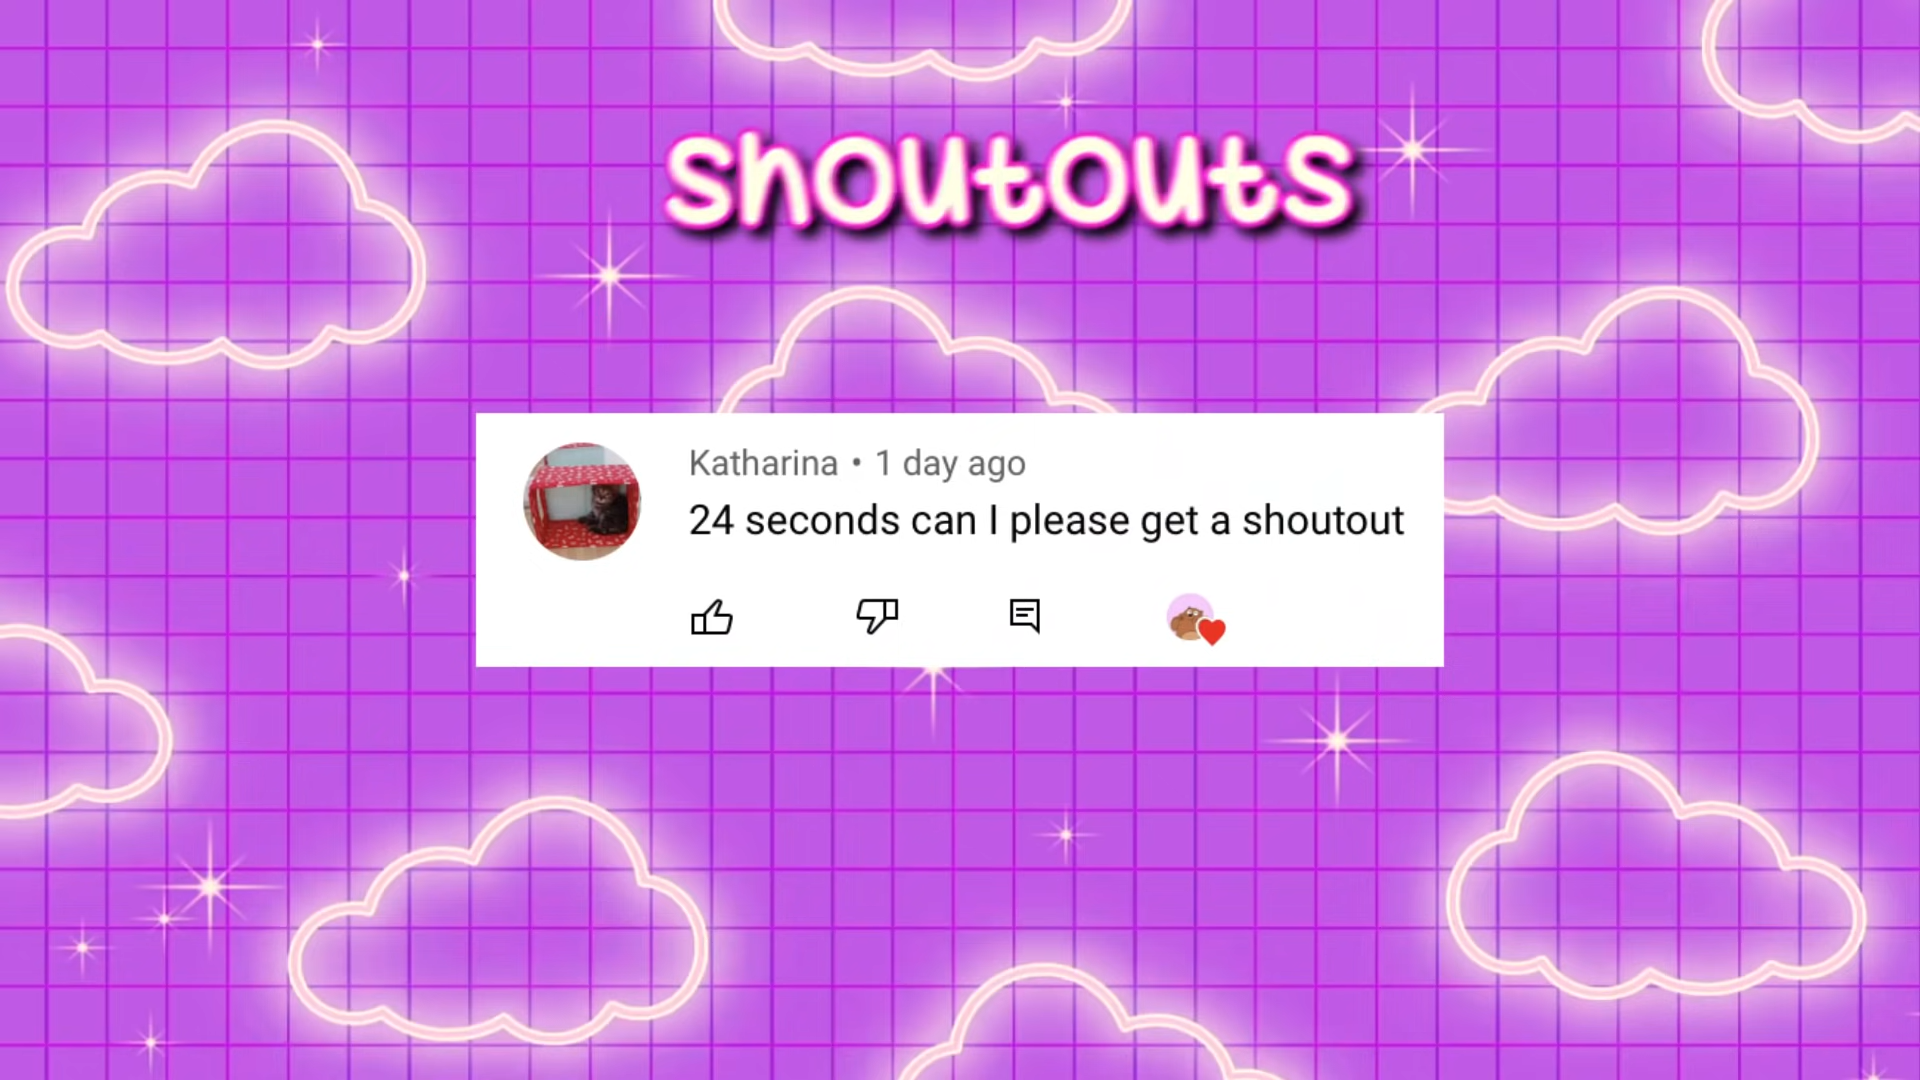 shoutouts
Katharina • 1 day ago
24 seconds can I please get a shoutout